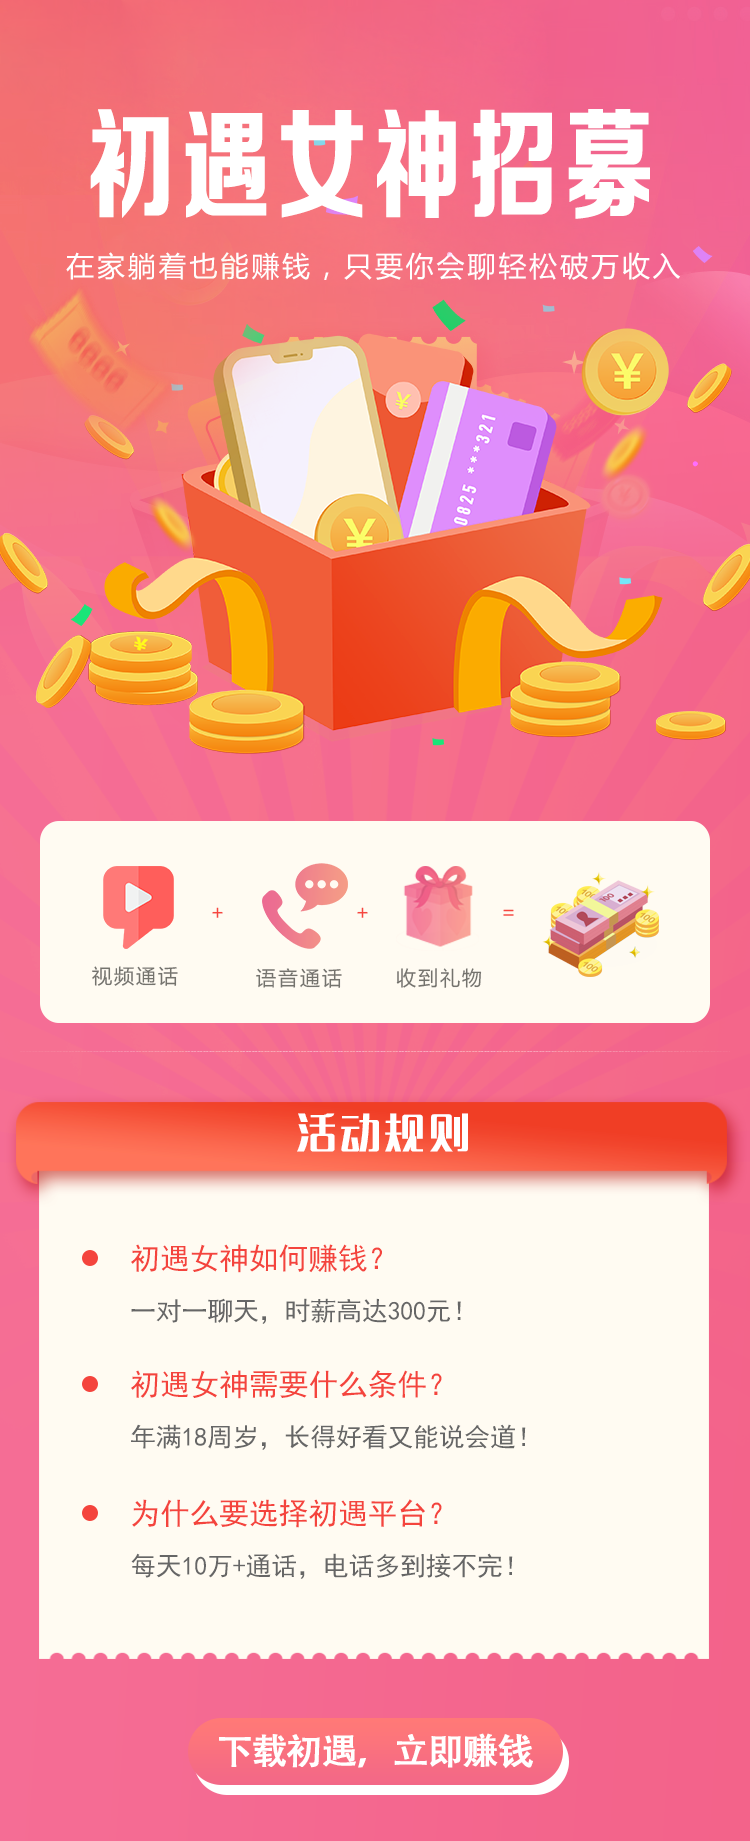 初遇女神招募
在家躺着也能赚钱，只要你会聊轻松破万收入
¥
¥
0825 ***321
¥
¥
视频通话
+
语音通话
+
收到礼物
=
100
100
100
100
100
活动规则
初遇女神如何赚钱？
一对一聊天，时薪高达300元！
初遇女神需要什么条件？
年满18周岁，长得好看又能说会道！
为什么要选择初遇平台？
每天10万+通话，电话多到接不完！
下载初遇，立即赚钱